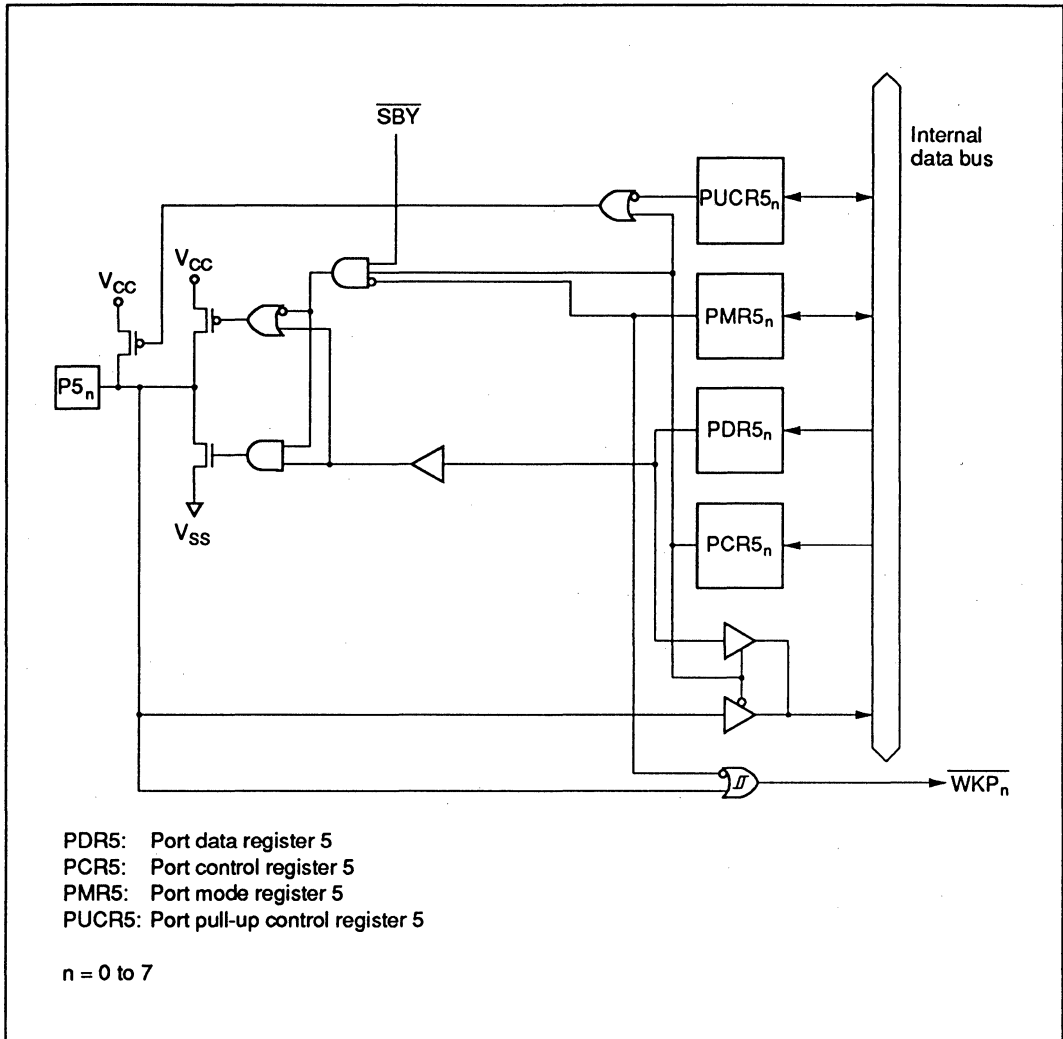 SBY
Internal
data bus
PUCR5n
VCC
VCC
PMR5n
P5n
PDR5n
VSS
PCR5n
WKPn
PDR5: Port data register 5
PCR5: Port control register 5
PMR5: Port mode register 5
PUCR5: Port pull-up control register 5
n = 0 to 7